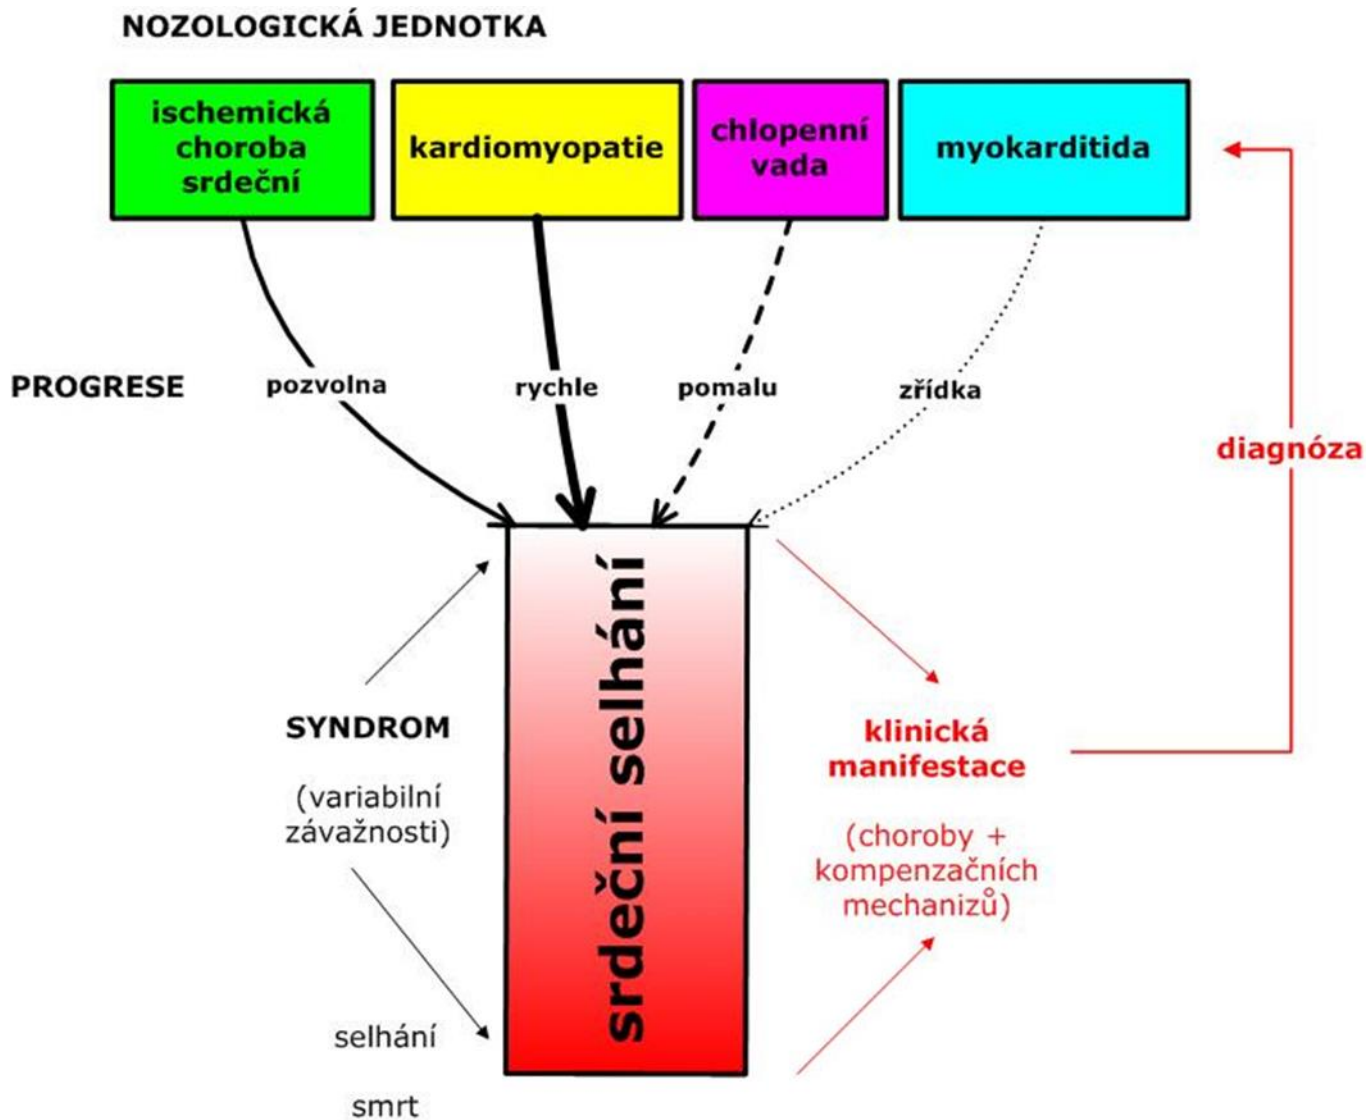 NOZOLOGICKÁ JEDNOTKA
ischemická
choroba
srdeční
kardiomyopatie
chlopenní
vada
myokarditida
PROGRESE
pozvolna
rychle
pomalu
zřídka
diagnóza
srdeční selhání
SYNDROM
(variabilní
závažnosti)
klinická
manifestace
(choroby +
kompenzačních
mechanizů)
selhání
smrt